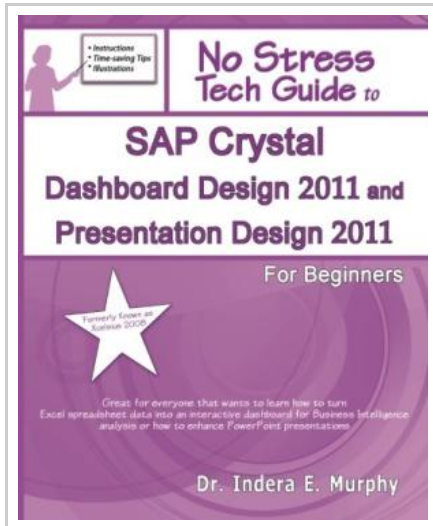 • Instructions
• Time-saving Tips
• Illustrations
No Stress
Tech Guide to
SAP Crystal
Dashboard Design 2011 and
Presentation Design 2011
For Beginners
Formerly Known as
Xcelsius 2008
Great for everyone that wants to learn how to turn
Excel spreadsheet data into an interactive dashboard for Business Intelligence
analysis or how to enhance PowerPoint presentations
Dr. Indera E. Murphy